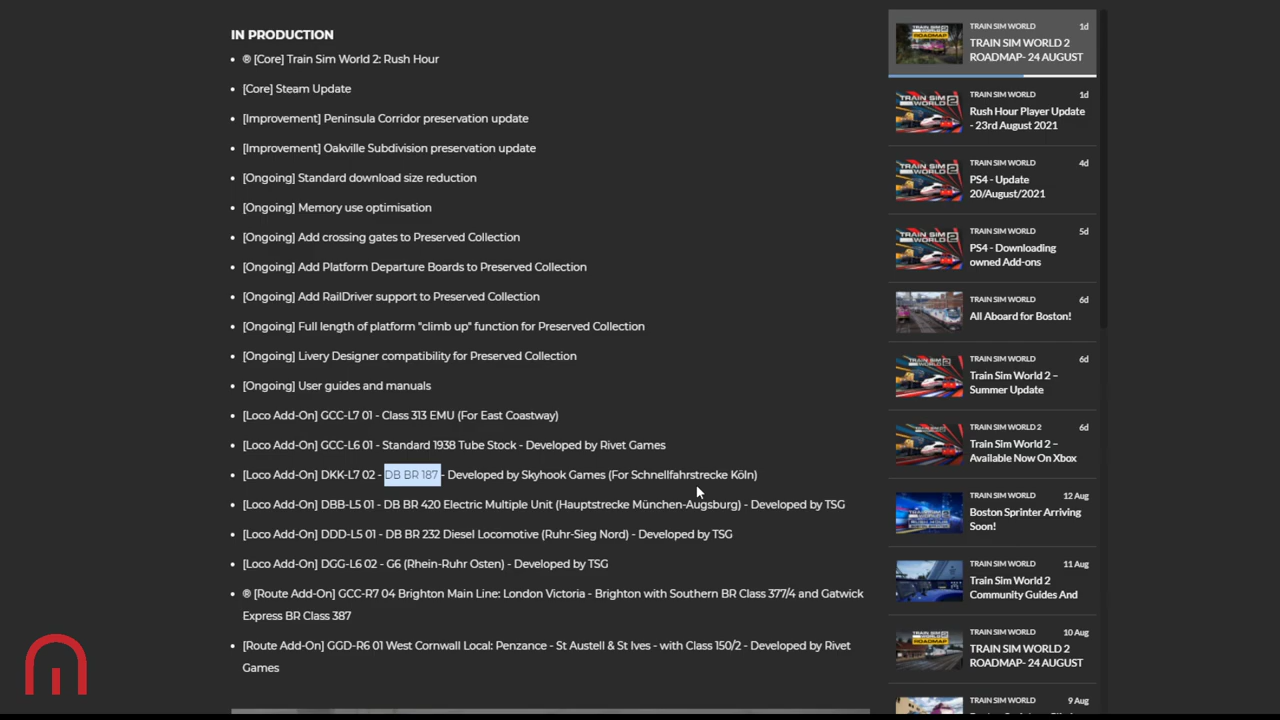 IN PRODUCTION
® [Core] Train Sim World 2: Rush Hour
[Core] Steam Update
[Improvement] Peninsula Corridor preservation update
[Improvement] Oakville Subdivision preservation update
[Ongoing] Standard download size reduction
[Ongoing] Memory use optimisation
[Ongoing] Add crossing gates to Preserved Collection
[Ongoing] Add Platform Departure Boards to Preserved Collection
[Ongoing] Add RailDriver support to Preserved Collection
[Ongoing] Full length of platform "climb up" function for Preserved Collection
[Ongoing] Livery Designer compatibility for Preserved Collection
[Ongoing] User guides and manuals
[Loco Add-On] GCC-L7 01 - Class 313 EMU (For East Coastway)
[Loco Add-On] GCC-L6 01 - Standard 1938 Tube Stock - Developed by Rivet Games
[Loco Add-On] DKK-L7 02 - DB BR 187 - Developed by Skyhook Games (For Schnellfahrstrecke Köln)
[Loco Add-On] DBB-L5 01 - DB BR 420 Electric Multiple Unit (Hauptstrecke München-Augsburg) - Developed by TSG
[Loco Add-On] DDD-L5 01 - DB BR 232 Diesel Locomotive (Ruhr-Sieg Nord) - Developed by TSG
[Loco Add-On] DGG-L6 02 - G6 (Rhein-Ruhr Osten) - Developed by TSG
® [Route Add-On] GCC-R7 04 Brighton Main Line: London Victoria - Brighton with Southern BR Class 377/4 and Gatwick
Express BR Class 387
[Route Add-On] GGD-R6 01 West Cornwall Local: Penzance - St Austell & St Ives - with Class 150/2 - Developed by Rivet
Games
TRAIN SIM WORLD 1d
TRAIN SIM WORLD 2
ROADMAP- 24 AUGUST
TRAIN SIM WORLD 1d
Rush Hour Player Update
- 23rd August 2021
TRAIN SIM WORLD 4d
PS4 - Update
20/August/2021
TRAIN SIM WORLD 5d
PS4 - Downloading
owned Add-ons
TRAIN SIM WORLD 6d
All Aboard for Boston!
TRAIN SIM WORLD 6d
Train Sim World 2 –
Summer Update
TRAIN SIM WORLD 2 6d
Train Sim World 2 –
Available Now On Xbox
TRAIN SIM WORLD 12 Aug
Boston Sprinter Arriving
Soon!
TRAIN SIM WORLD 11 Aug
Train Sim World 2
Community Guides And
TRAIN SIM WORLD 10 Aug
TRAIN SIM WORLD 2
ROADMAP- 24 AUGUST
TRAIN SIM WORLD 9 Aug